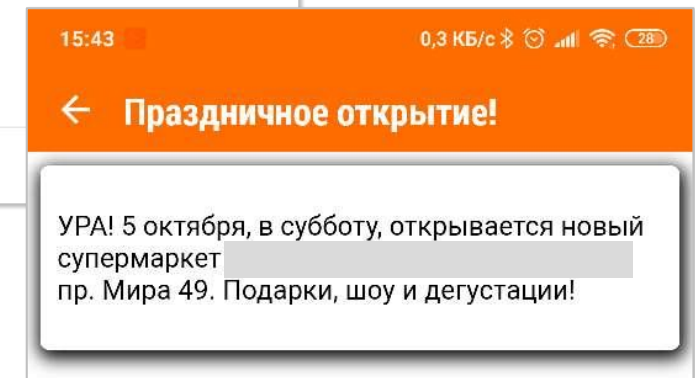 15:43 0,3 КБ/с 28
Праздничное открытие!
УРА! 5 октября, в субботу, открывается новый
супермаркет
пр. Мира 49. Подарки, шоу и дегустации!